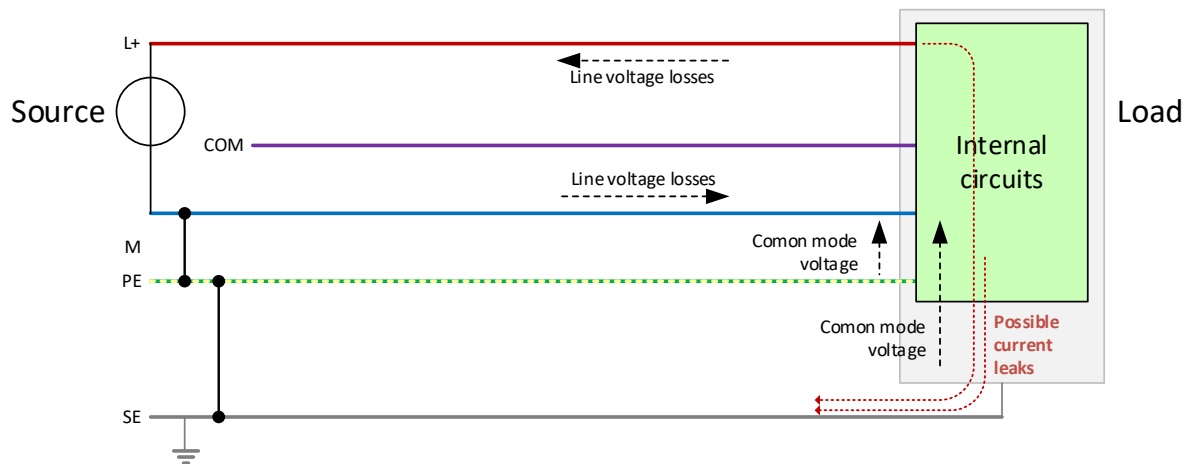 L+
Line voltage losses
Source
Load
COM
Internal
circuits
Line voltage losses
M
Comon mode
voltage
PE
Comon mode
voltage
Possible
current
leaks
SE